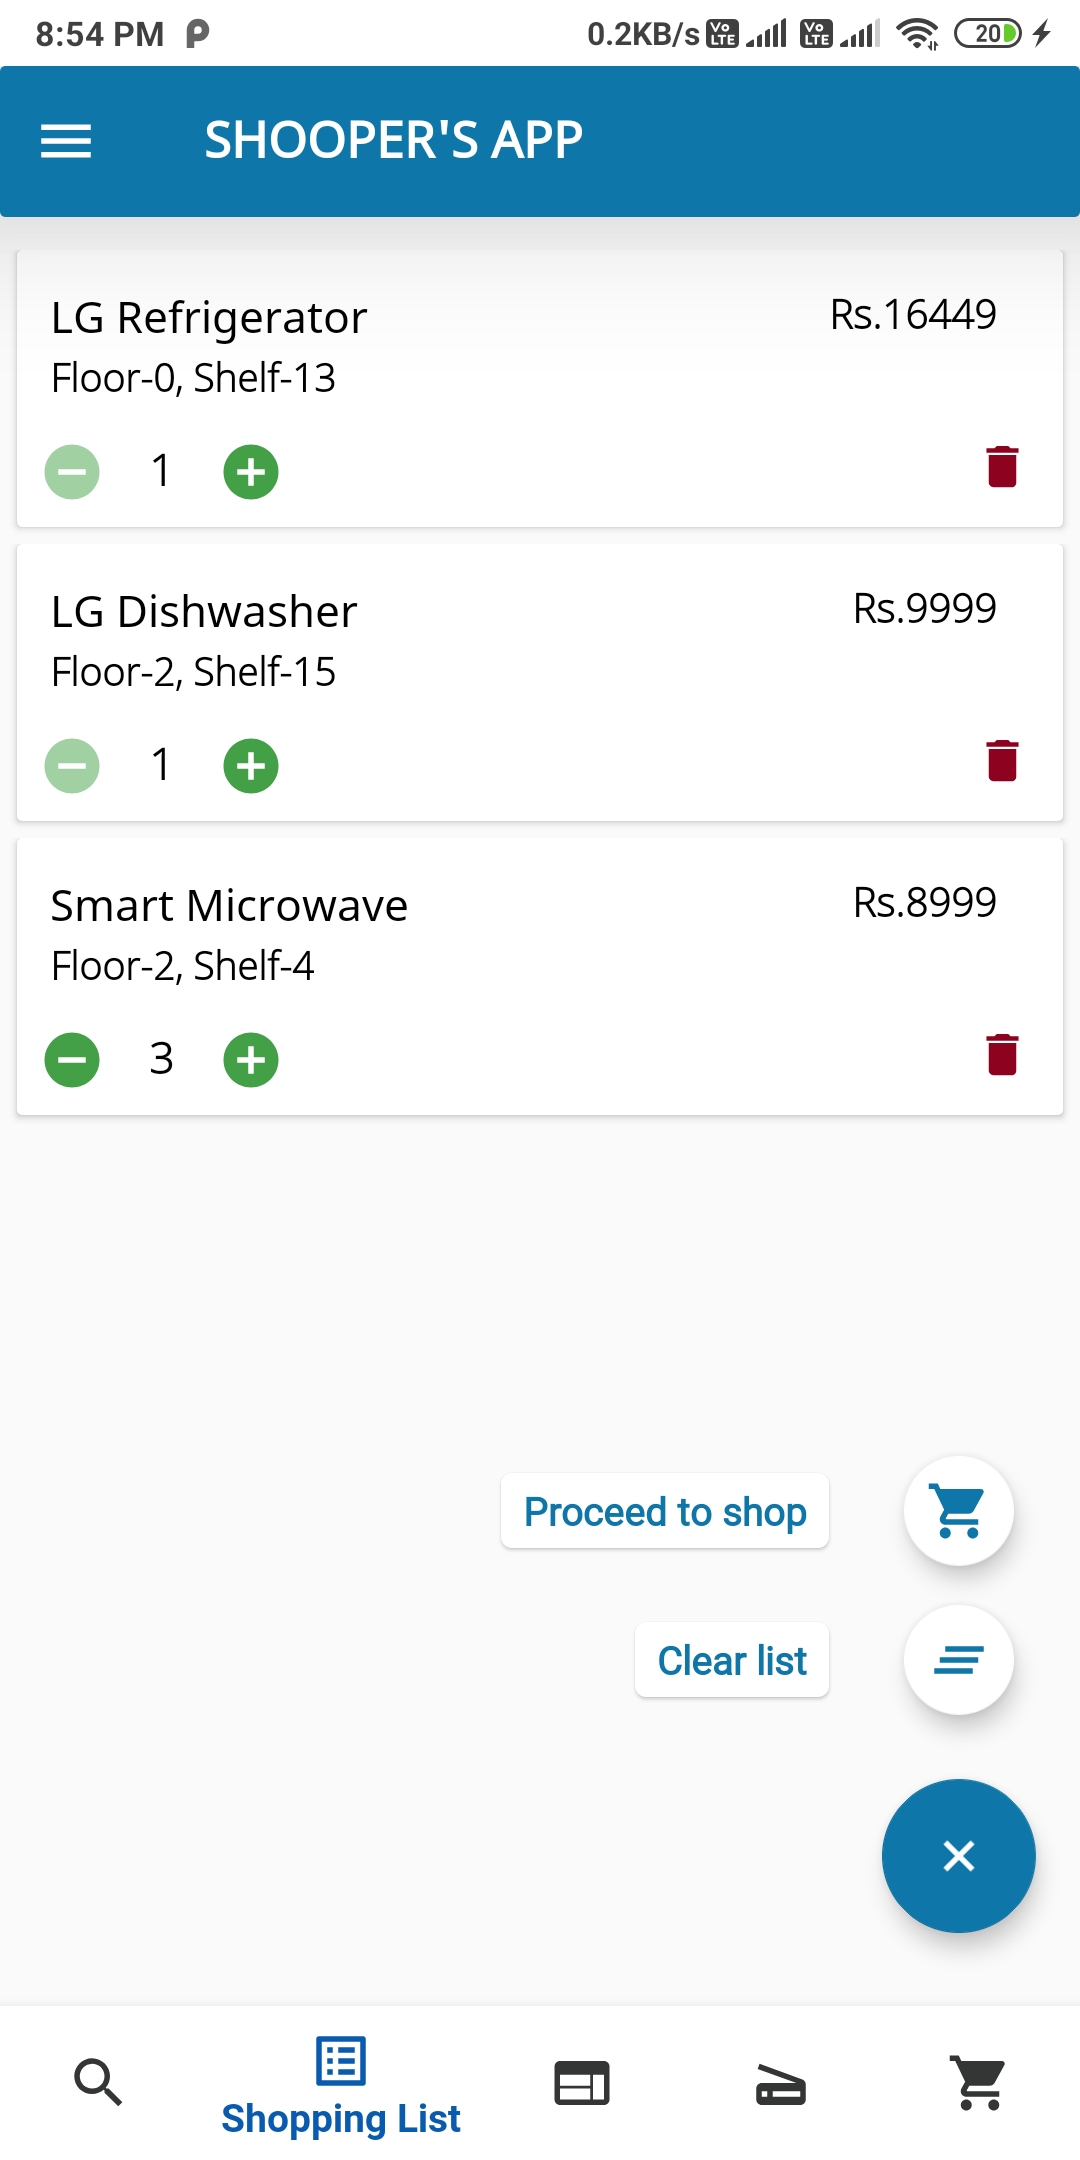 8:54 PM 0.2KB/s Vo LTE Vo LTE 20
SHOOPER'S APP
LG Refrigerator Rs.16449
Floor-0, Shelf-13
1
LG Dishwasher Rs.9999
Floor-2, Shelf-15
1
Smart Microwave Rs.8999
Floor-2, Shelf-4
3
Proceed to shop
Clear list
Shopping List